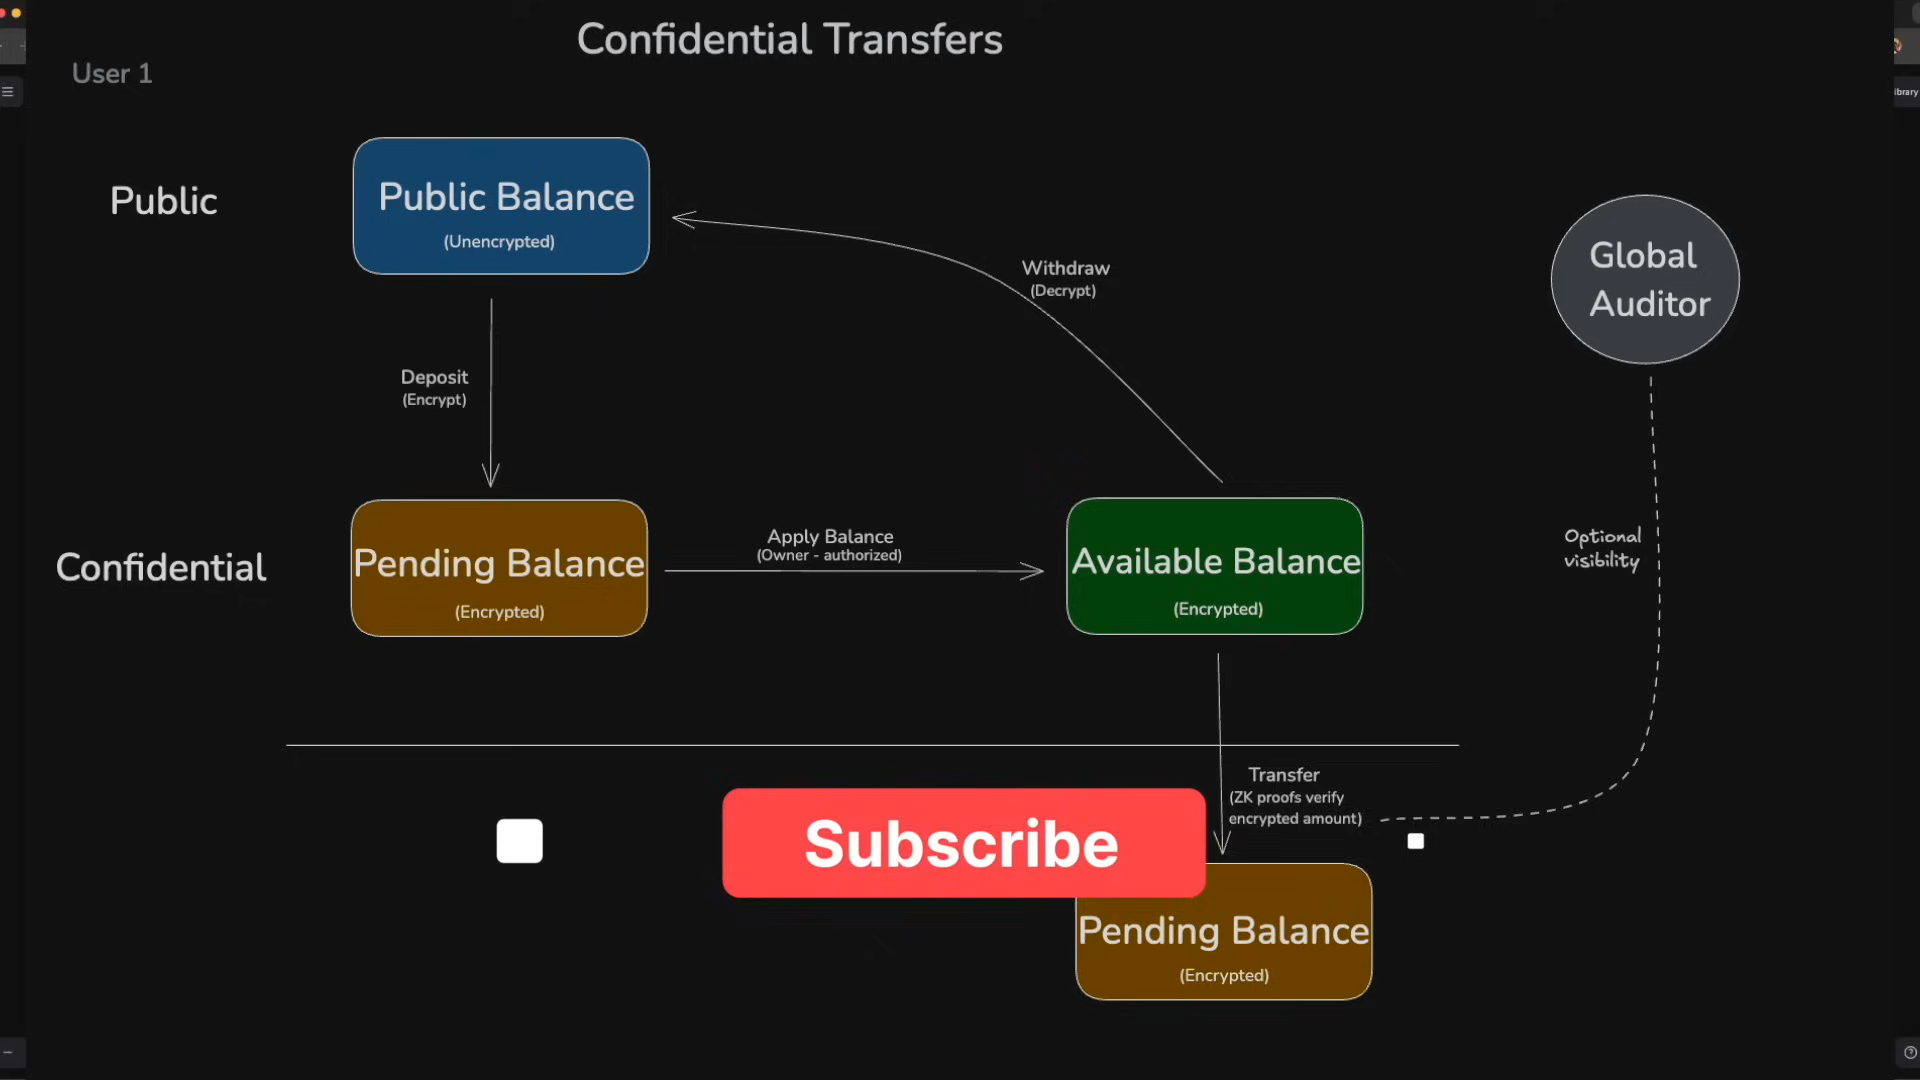 Confidential Transfers
User 1
ibrary
Public
Public Balance
(Unencrypted)
Withdraw
(Decrypt)
Global
Auditor
Deposit
(Encrypt)
Confidential
Pending Balance
(Encrypted)
Apply Balance
(Owner - authorized)
Available Balance
(Encrypted)
Optional
visibility
Transfer
(ZK proofs verify
encrypted amount)
Subscribe
Pending Balance
(Encrypted)